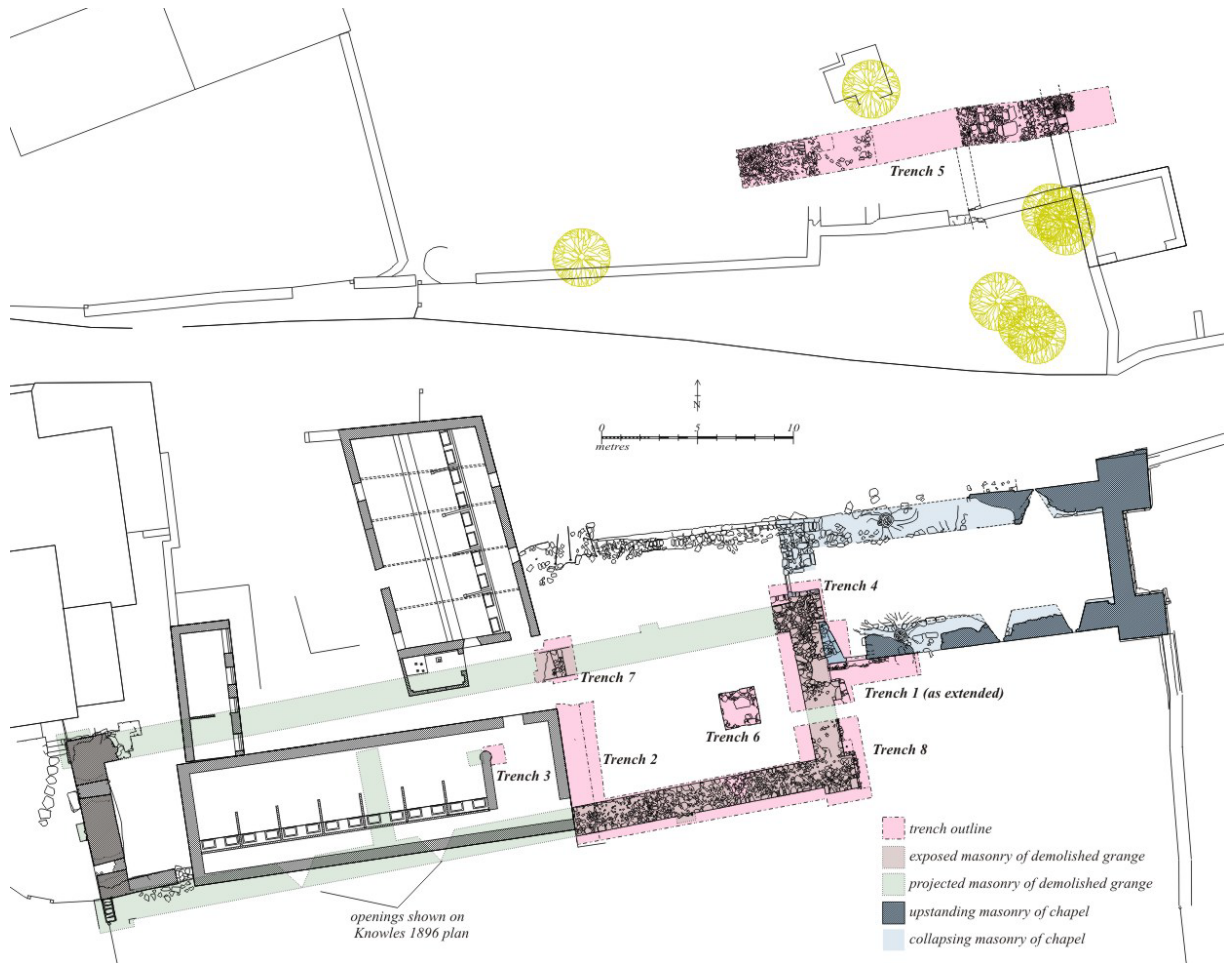 Trench 5
N
0 5 10
metres
Trench 4
Trench 1 (as extended)
Trench 7
Trench 6
Trench 8
Trench 2
Trench 3
trench outline
exposed masonry of demolished grange
projected masonry of demolished grange
upstanding masonry of chapel
collapsing masonry of chapel
openings shown on
Knowles 1896 plan